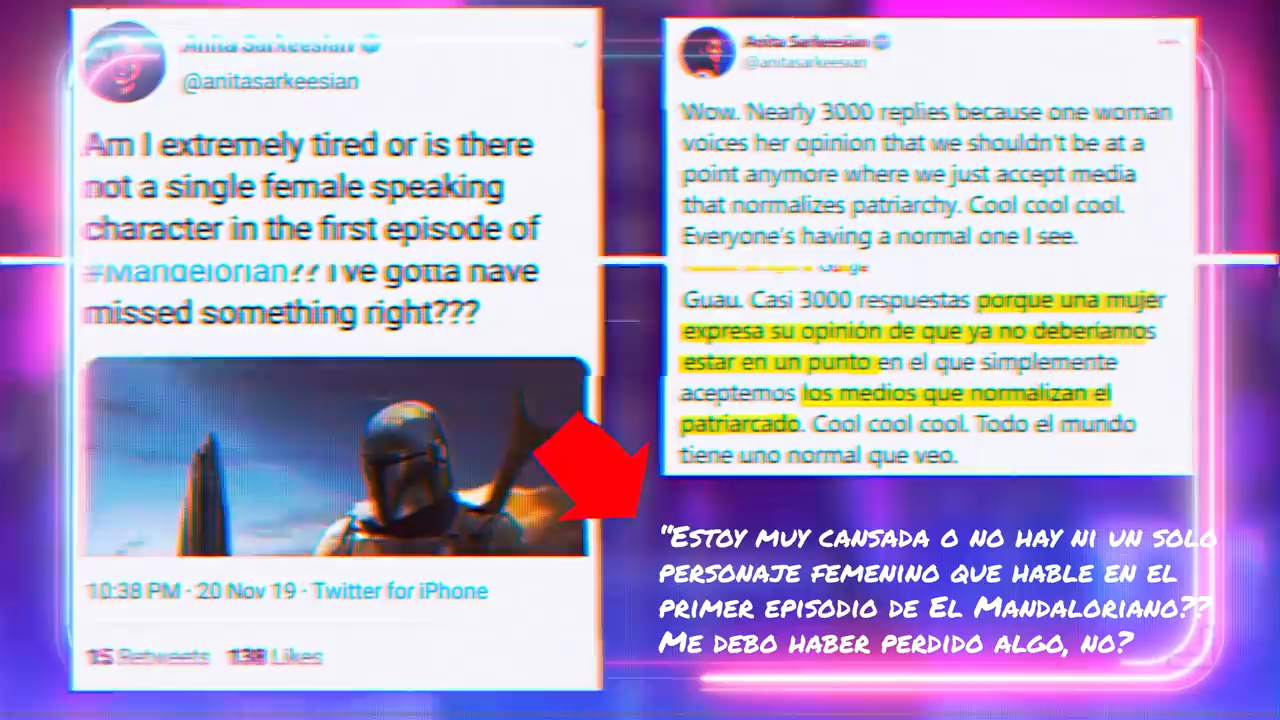 Anita Sarkeesian
@anitasarkeesian
Am I extremely tired or is there
not a single female speaking
character in the first episode of
#Mandelorian?? I've gotta have
missed something right???
10:38 PM · 20 Nov 19 · Twitter for iPhone
15 Retweets 138 Likes
Anita Sarkeesian
@anitasarkeesian
Wow. Nearly 3000 replies because one woman
voices her opinion that we shouldn't be at a
point anymore where we just accept media
that normalizes patriarchy. Cool cool cool.
Everyone's having a normal one I see.
Guau. Casi 3000 respuestas porque una mujer
expresa su opinión de que ya no deberíamos
estar en un punto en el que simplemente
aceptemos los medios que normalizan el
patriarcado. Cool cool cool. Todo el mundo
tiene uno normal que veo.
"Estoy muy cansada o no hay ni un solo
personaje femenino que hable en el
primer episodio de El Mandaloriano??
Me debo haber perdido algo, no?